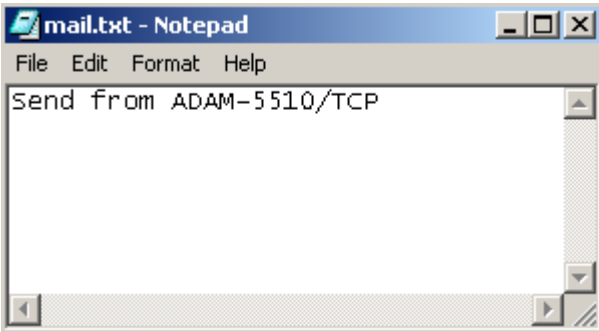 mail.txt - Notepad
File Edit Format Help
Send from ADAM-5510/TCP